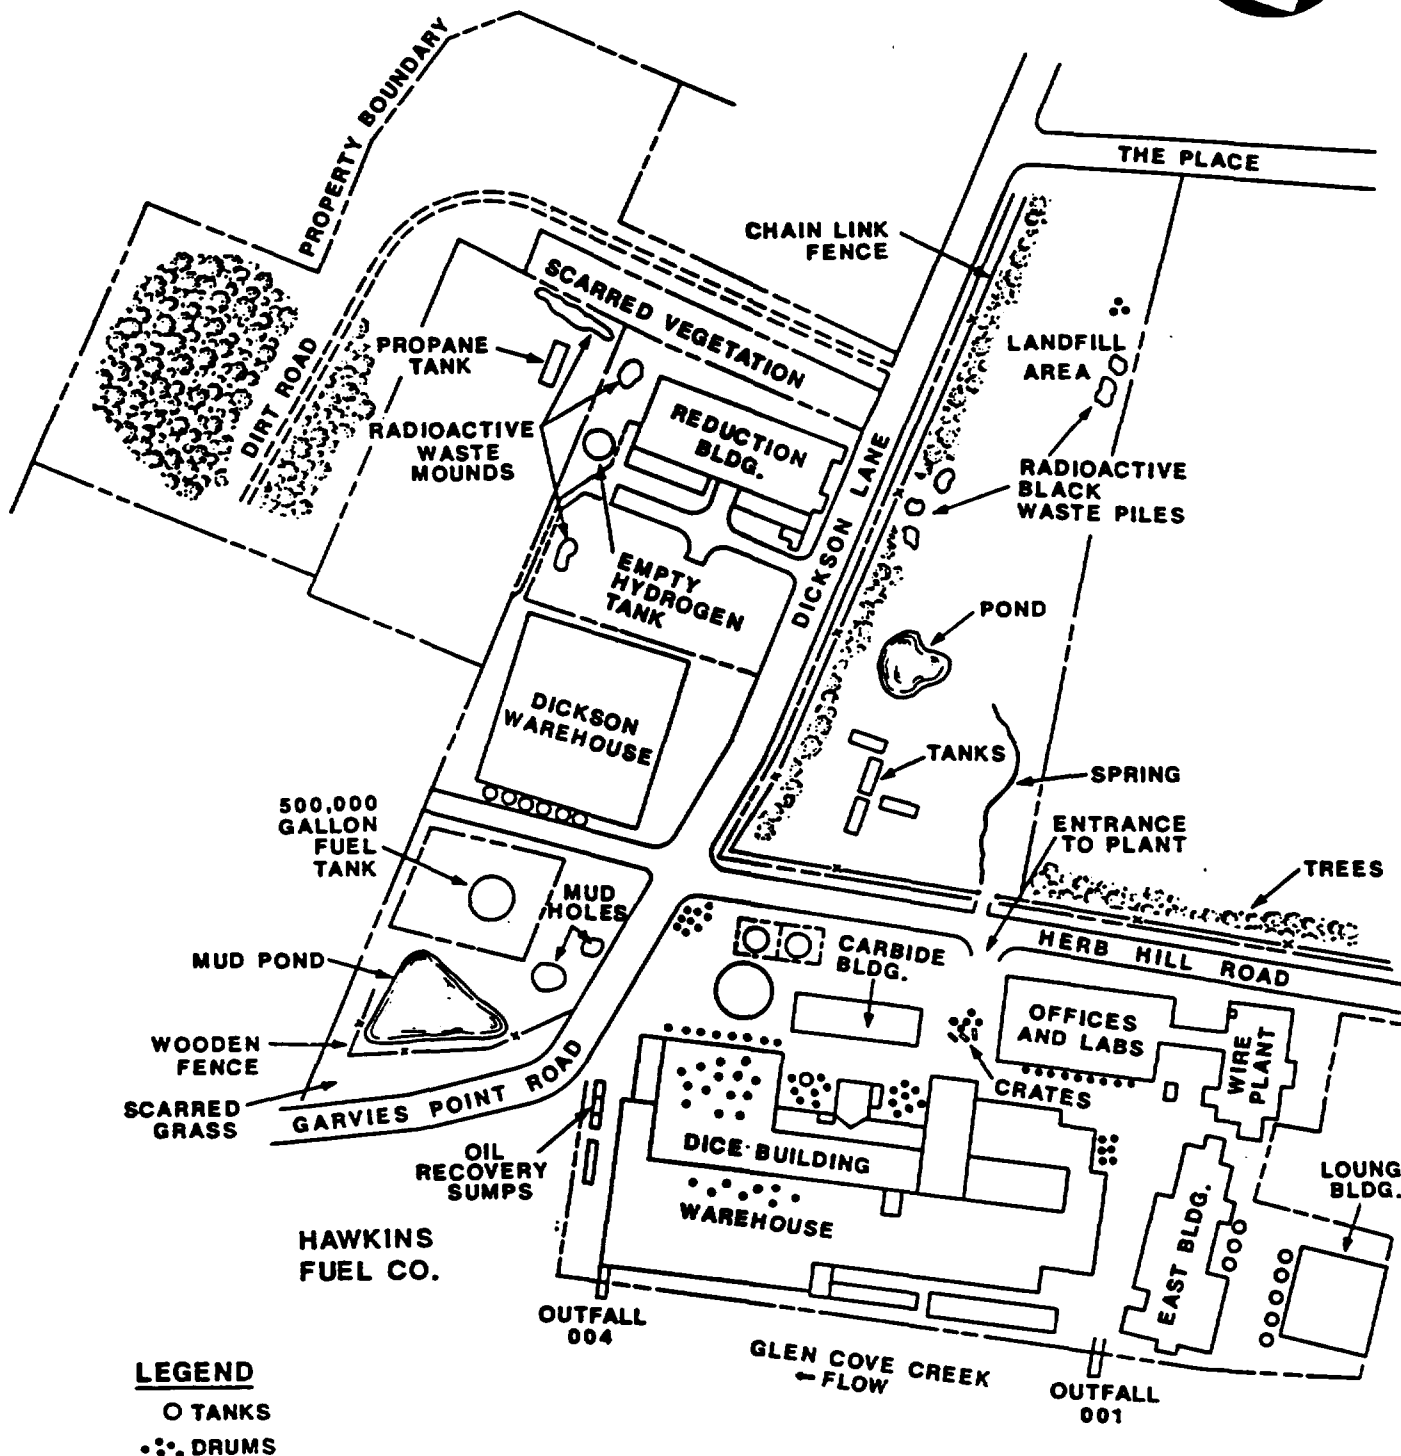 PROPERTY BOUNDARY
THE PLACE
CHAIN LINK
FENCE
SCARRED VEGETATION
PROPANE
TANK
DIRT ROAD
LANDFILL
AREA
RADIOACTIVE
WASTE
MOUNDS
REDUCTION
BLDG.
DICKSON LANE
RADIOACTIVE
BLACK
WASTE PILES
EMPTY
HYDROGEN
TANK
POND
DICKSON
WAREHOUSE
TANKS
SPRING
500,000
GALLON
FUEL
TANK
ENTRANCE
TO PLANT
TREES
MUD
HOLES
MUD POND
CARBIDE
BLDG.
HERB HILL ROAD
WOODEN
FENCE
OFFICES
AND LABS
WIRE
PLANT
CRATES
SCARRED
GRASS
GARVIES POINT ROAD
OIL
RECOVERY
SUMPS
DICE BUILDING
WAREHOUSE
EAST BLDG.
LOUNG
BLDG.
HAWKINS
FUEL CO.
OUTFALL
004
GLEN COVE CREEK
← FLOW
OUTFALL
001
LEGEND
TANKS
DRUMS